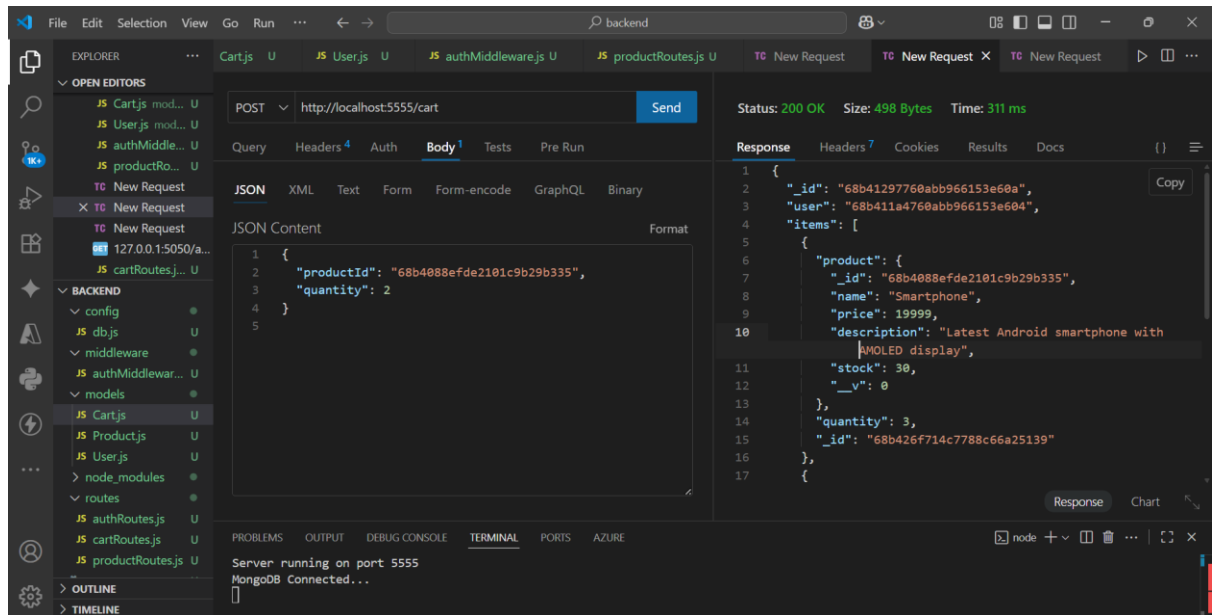 File Edit Selection View Go Run ··· ← → backend
EXPLORER ···
OPEN EDITORS
JS Cart.js mod... U
JS User.js mod... U
JS authMiddle... U
JS productRo... U
TC New Request
× TC New Request
TC New Request
GET 127.0.0.1:5050/a...
JS cartRoutes.j... U
BACKEND
config
JS db.js U
middleware
JS authMiddlewar... U
models
JS Cart.js U
JS Product.js U
JS User.js U
node_modules
routes
JS authRoutes.js U
JS cartRoutes.js U
JS productRoutes.js U
OUTLINE
TIMELINE
1K+
Cart.js U JS User.js U JS authMiddleware.js U JS productRoutes.js U TC New Request TC New Request × TC New Request ···
POST http://localhost:5555/cart Send
Query Headers 4 Auth Body 1 Tests Pre Run
JSON XML Text Form Form-encode GraphQL Binary
JSON Content Format
1 {
2 "productId": "68b4088efde2101c9b29b335",
3 "quantity": 2
4 }
5
Status: 200 OK Size: 498 Bytes Time: 311 ms
Response Headers 7 Cookies Results Docs {}
Copy
1 {
2 "_id": "68b41297760abb966153e60a",
3 "user": "68b411a4760abb966153e604",
4 "items": [
5 {
6 "product": {
7 "_id": "68b4088efde2101c9b29b335",
8 "name": "Smartphone",
9 "price": 19999,
10 "description": "Latest Android smartphone with
AMOLED display",
11 "stock": 30,
12 "__v": 0
13 },
14 "quantity": 3,
15 "_id": "68b426f714c7788c66a25139"
16 },
17 {
Response Chart
PROBLEMS OUTPUT DEBUG CONSOLE TERMINAL PORTS AZURE node
Server running on port 5555
MongoDB Connected...